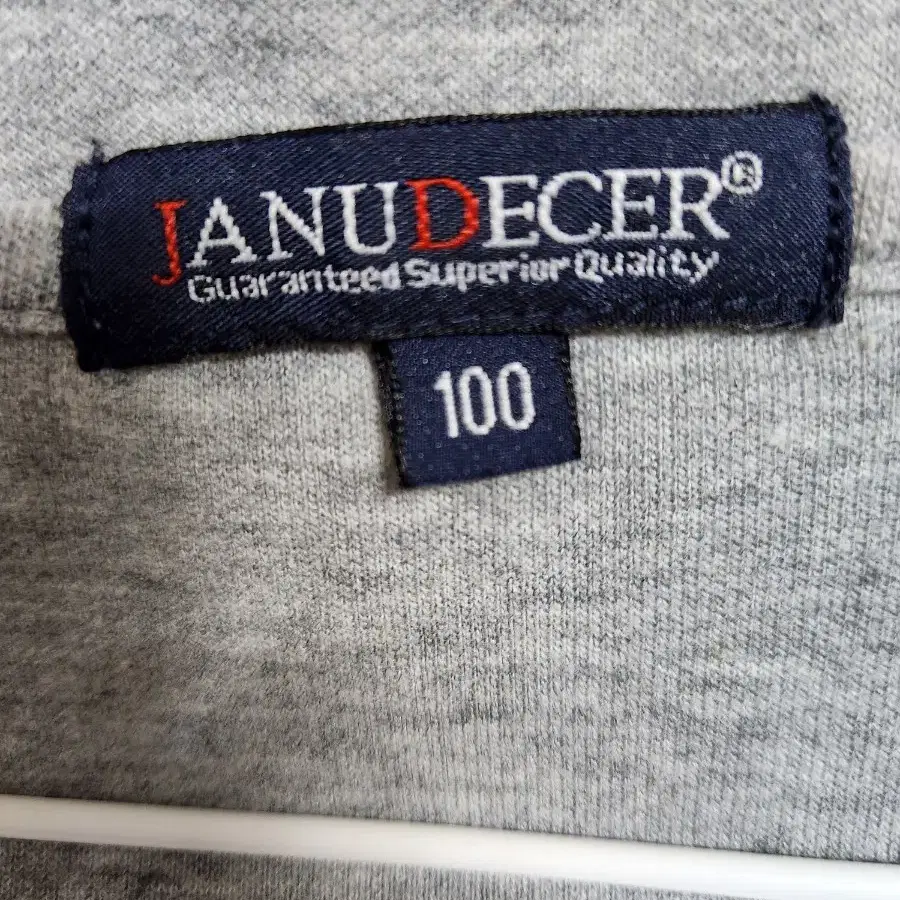 JANUDECER®
Guaranteed Superior Quality
100